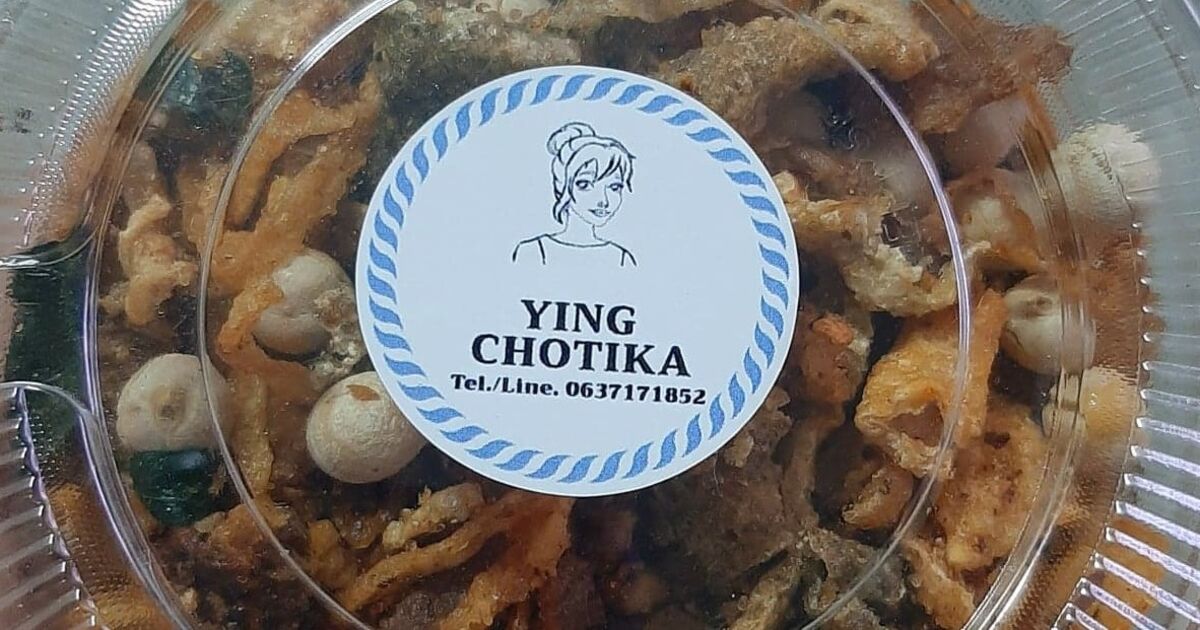 YING
CHOTIKA
Tel./Line. 0637171852